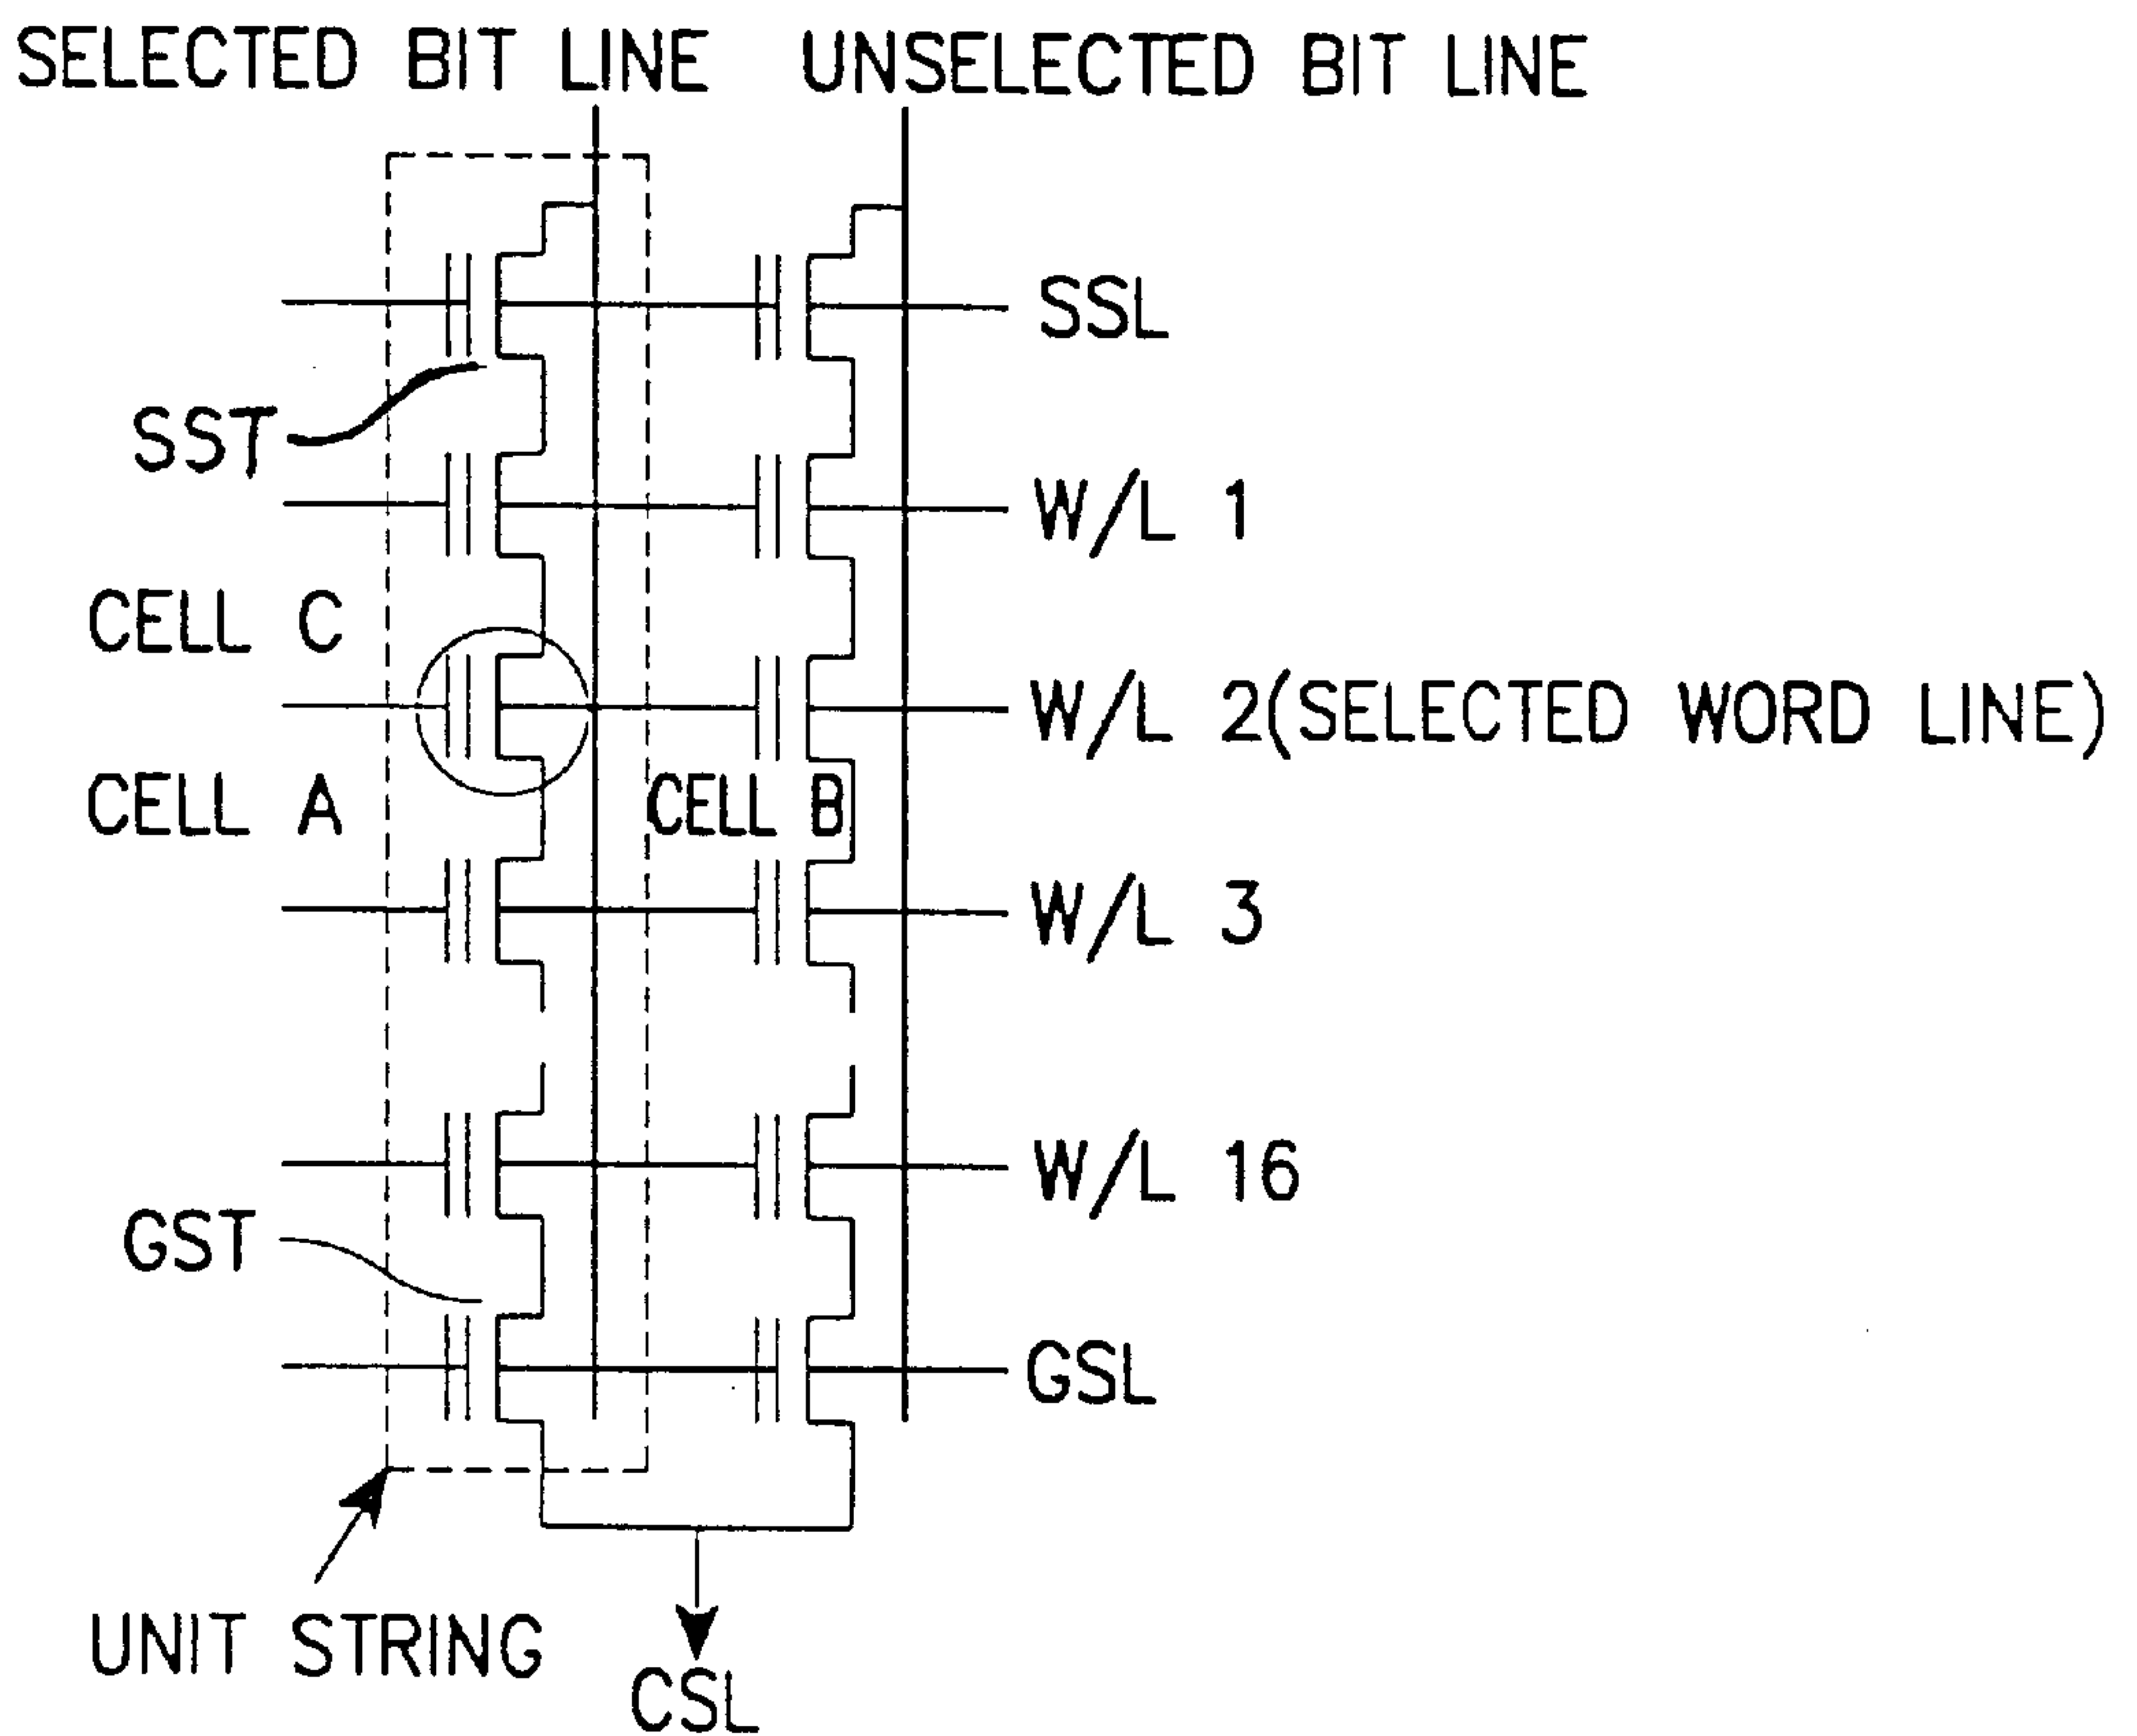 SELECTED BIT LINE
UNSELECTED BIT LINE
SSL
SST
W/L 1
CELL C
W/L 2(SELECTED WORD LINE)
CELL A
CELL B
W/L 3
W/L 16
GST
GSL
UNIT STRING
CSL